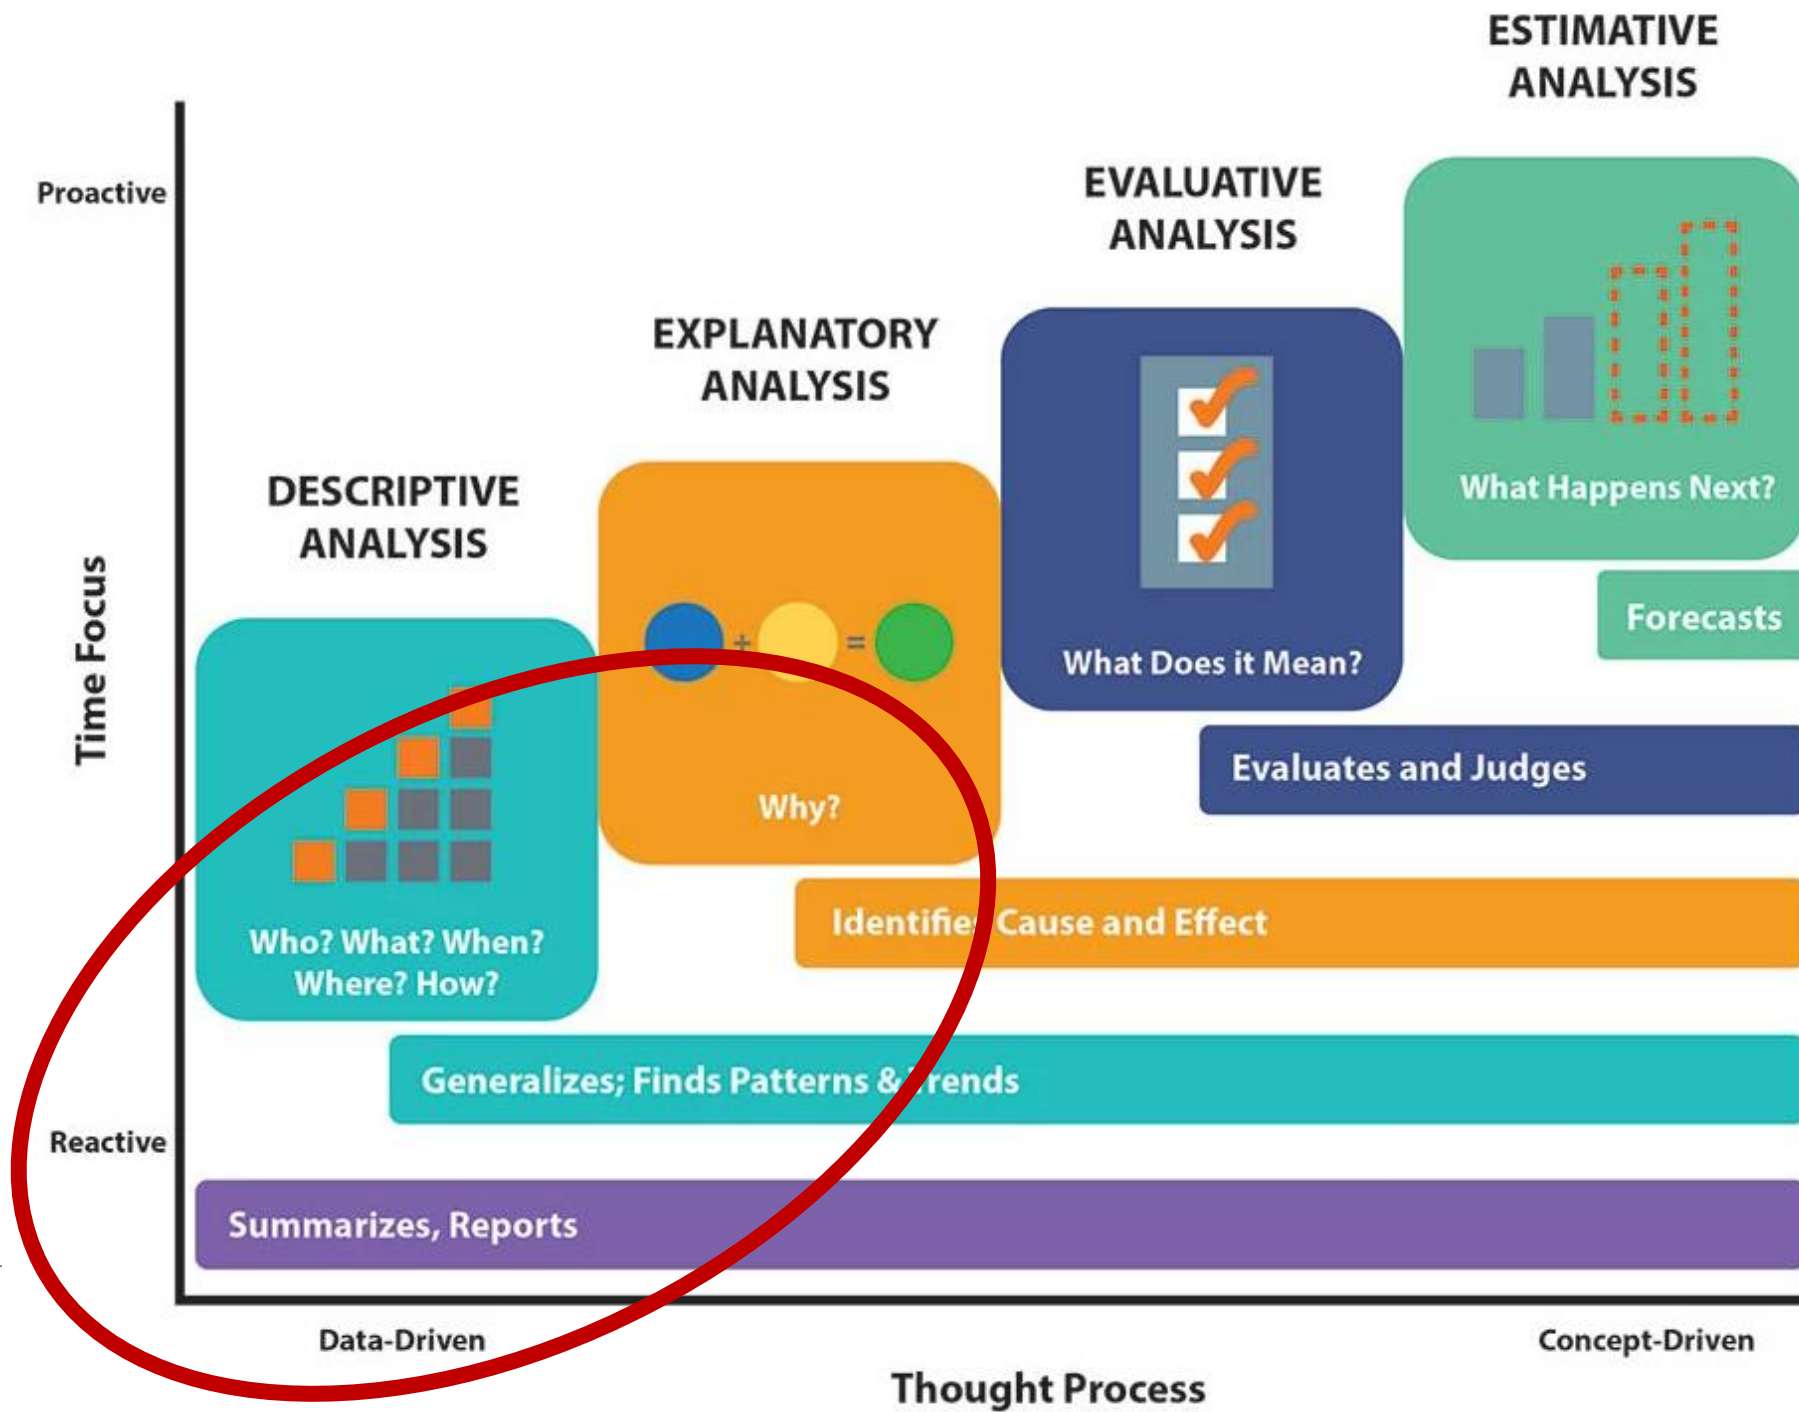 ESTIMATIVE
ANALYSIS
Proactive
EVALUATIVE
ANALYSIS
What Happens Next?
EXPLANATORY
ANALYSIS
Forecasts
DESCRIPTIVE
ANALYSIS
+
=
What Does it Mean?
Time Focus
Evaluates and Judges
Why?
Identifies Cause and Effect
Who? What? When?
Where? How?
Generalizes; Finds Patterns & Trends
Reactive
Summarizes, Reports
Data-Driven
Concept-Driven
Thought Process